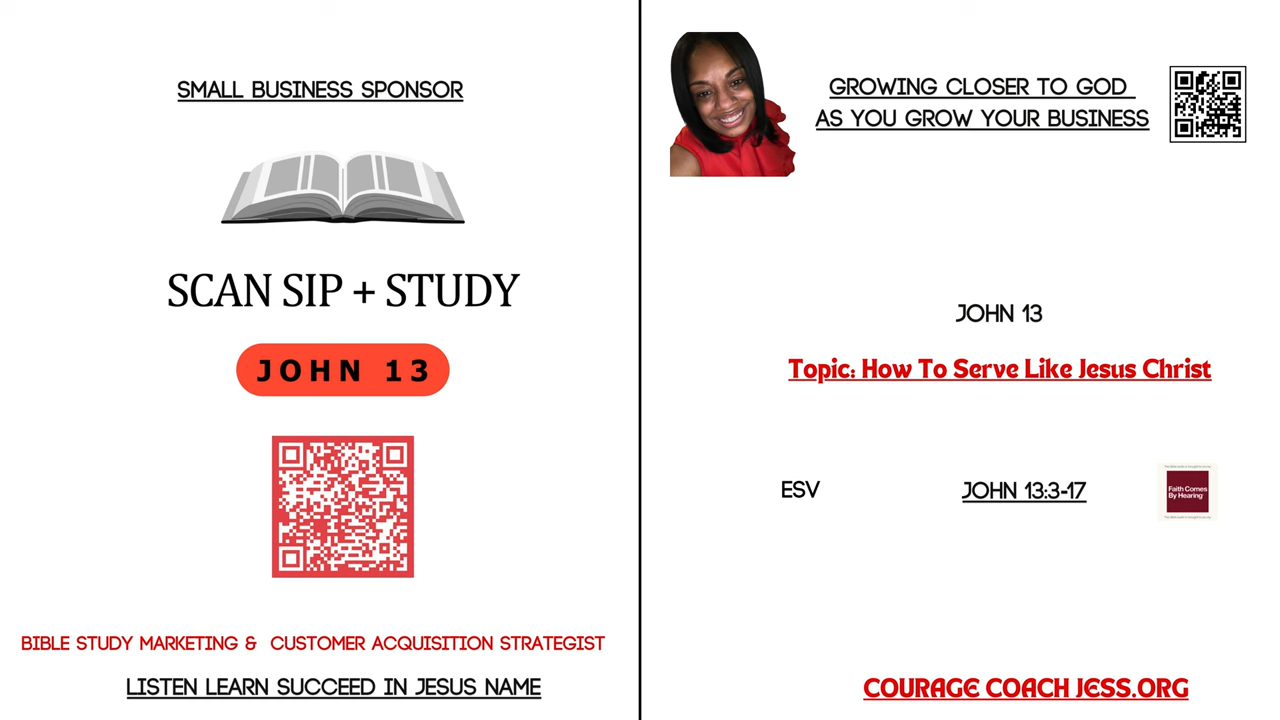 SMALL BUSINESS SPONSOR
SCAN SIP + STUDY
JOHN 13
BIBLE STUDY MARKETING & CUSTOMER ACQUISITION STRATEGIST
LISTEN LEARN SUCCEED IN JESUS NAME
GROWING CLOSER TO GOD
AS YOU GROW YOUR BUSINESS
JOHN 13
Topic: How To Serve Like Jesus Christ
ESV
JOHN 13:3-17
Faith Comes
By Hearing
COURAGE COACH JESS.ORG